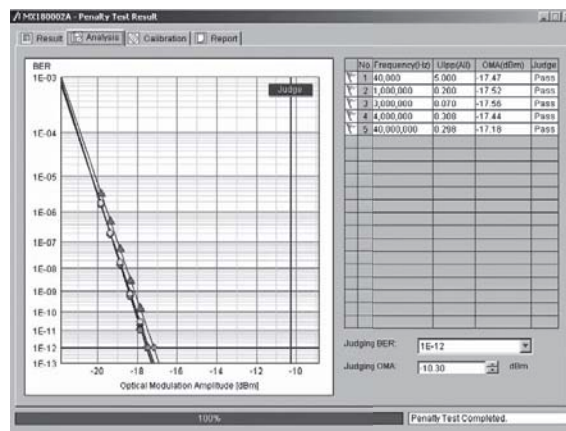 MX180002A - Penalty Test Result
Result Analysis Calibration Report
BER
1E-03
Judge
1E-04
1E-05
1E-06
1E-07
1E-08
1E-09
1E-10
1E-11
1E-12
1E-13
-20 -18 -16 -14 -12 -10
Optical Modulation Amplitude [dBm]
No Frequency(Hz) UIpp(AII) OMA(dBm) Judge
1 40,000 5.000 -17.47 Pass
2 1,000,000 0.200 -17.52 Pass
3 3,000,000 0.070 -17.56 Pass
4 4,000,000 0.300 -17.44 Pass
5 40,000,000 0.298 -17.18 Pass
Judging BER: 1E-12
Judging OMA: -10.30 dBm
100% Penalty Test Completed.